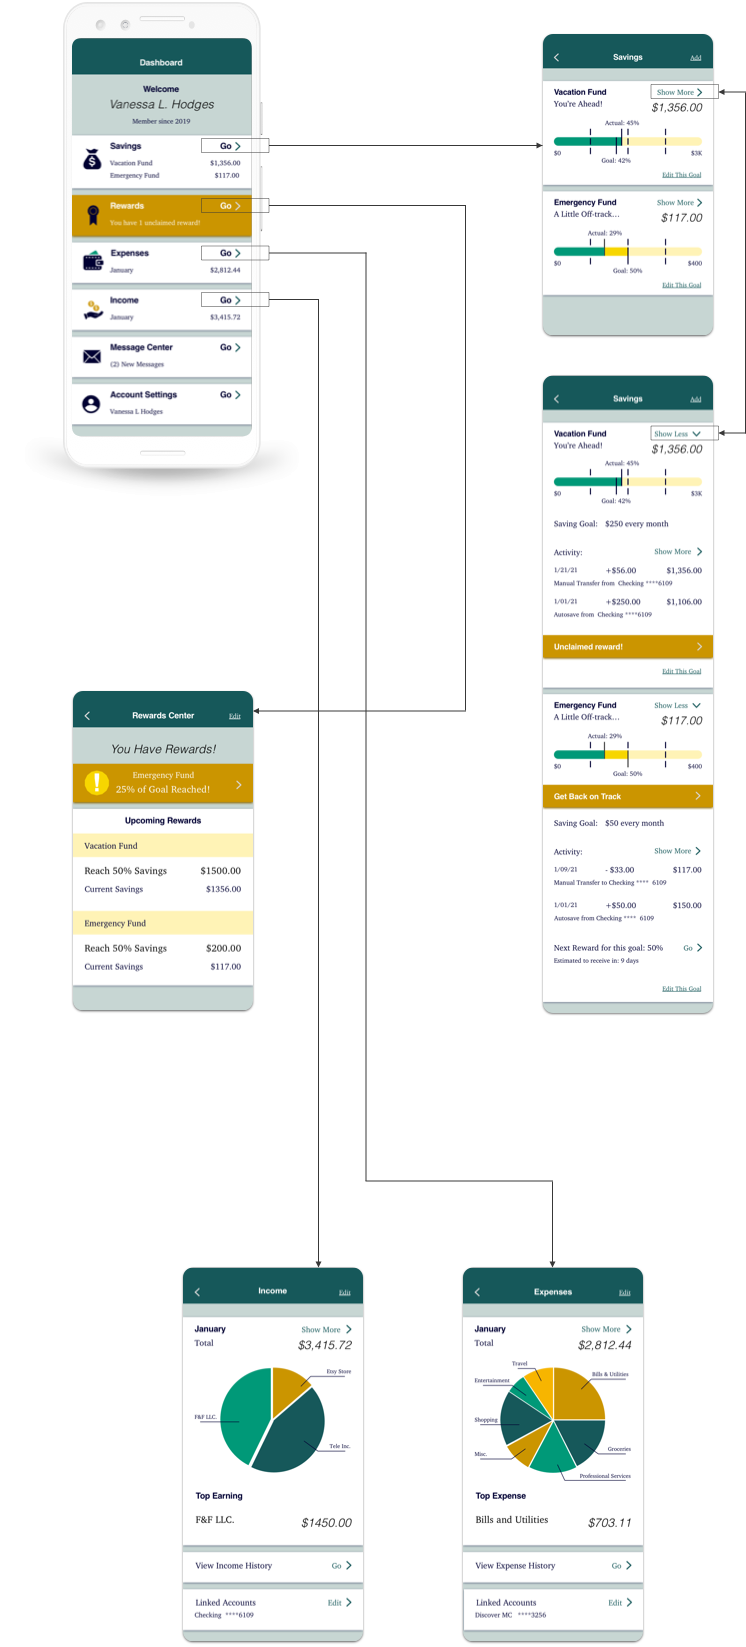 Dashboard
Welcome
Vanessa L. Hodges
Member since 2019
Savings Go
Vacation Fund $1,356.00
Emergency Fund $117.00
Rewards Go
You have 1 unclaimed reward!
Expenses Go
January $2,812.44
Income Go
January $3,415.72
Message Center Go
(2) New Messages
Account Settings Go
Vanessa L Hodges
Savings Add
Vacation Fund Show More
You're Ahead! $1,356.00
Actual: 45%
$0 $3K
Goal: 42%
Edit This Goal
Emergency Fund Show More
A Little Off-track... $117.00
Actual: 29%
$0 $400
Goal: 50%
Edit This Goal
Savings Add
Vacation Fund Show Less
You're Ahead! $1,356.00
Actual: 45%
$0 $3K
Goal: 42%
Saving Goal: $250 every month
Activity: Show More
1/21/21 +$56.00 $1,356.00
Manual Transfer from Checking ****6109
1/01/21 +$250.00 $1,106.00
Autosave from Checking ****6109
Unclaimed reward!
Edit This Goal
Emergency Fund Show Less
A Little Off-track... $117.00
Actual: 29%
$0 $400
Goal: 50%
Get Back on Track
Saving Goal: $50 every month
Activity: Show More
1/09/21 - $33.00 $117.00
Manual Transfer to Checking **** 6109
1/01/21 +$50.00 $150.00
Autosave from Checking **** 6109
Next Reward for this goal: 50% Go
Estimated to receive in: 9 days
Edit This Goal
Rewards Center Edit
You Have Rewards!
Emergency Fund
! 25% of Goal Reached!
Upcoming Rewards
Vacation Fund
Reach 50% Savings $1500.00
Current Savings $1356.00
Emergency Fund
Reach 50% Savings $200.00
Current Savings $117.00
Income Edit
January Show More
Total $3,415.72
Etsy Store
F&F LLC.
Tele Inc.
Top Earning
F&F LLC. $1450.00
View Income History Go
Linked Accounts Edit
Checking ****6109
Expenses Edit
January Show More
Total $2,812.44
Travel
Bills & Utilities
Entertainment
Shopping
Groceries
Misc.
Professional Services
Top Expense
Bills and Utilities $703.11
View Expense History Go
Linked Accounts Edit
Discover MC ****3256